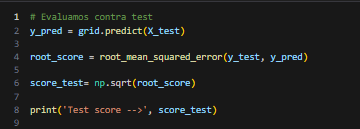 1 # Evaluamos contra test
2 y_pred = grid.predict(X_test)
3
4 root_score = root_mean_squared_error(y_test, y_pred)
5
6 score_test= np.sqrt(root_score)
7
8 print('Test score -->', score_test)
9